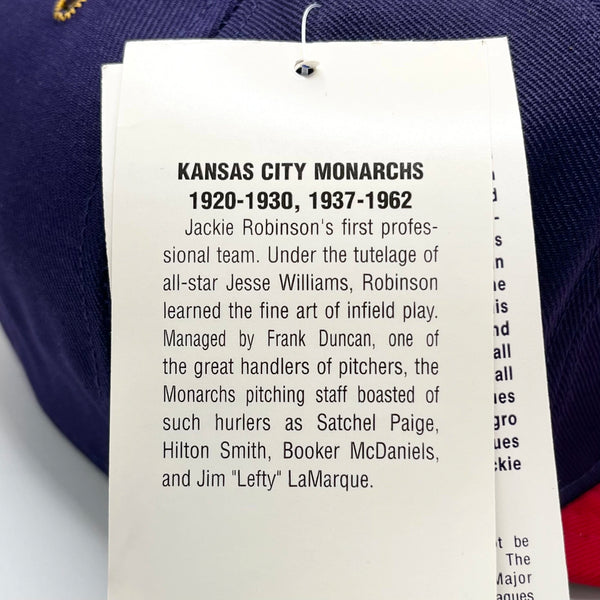 KANSAS CITY MONARCHS
1920-1930, 1937-1962
Jackie Robinson's first profes-
sional team. Under the tutelage of
all-star Jesse Williams, Robinson
learned the fine art of infield play.
Managed by Frank Duncan, one of
the great handlers of pitchers, the
Monarchs pitching staff boasted of
such hurlers as Satchel Paige,
Hilton Smith, Booker McDaniels,
and Jim "Lefty" LaMarque.
be
The